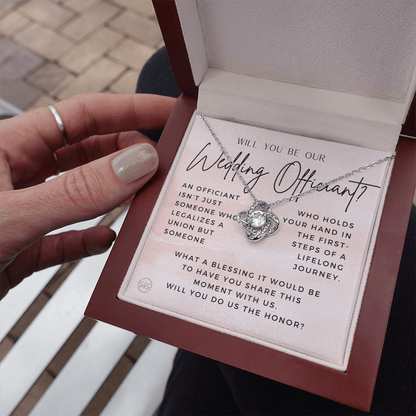 WILL YOU BE OUR
Wedding Officiant?
AN OFFICIANT
ISN'T JUST
SOMEONE WHO
LEGALIZES A
UNION BUT
SOMEONE
WHO HOLDS
YOUR HAND IN
THE FIRST-
STEPS OF A
LIFELONG
JOURNEY.
WHAT A BLESSING IT WOULD BE
TO HAVE YOU SHARE THIS
MOMENT WITH US.
WILL YOU DO US THE HONOR?